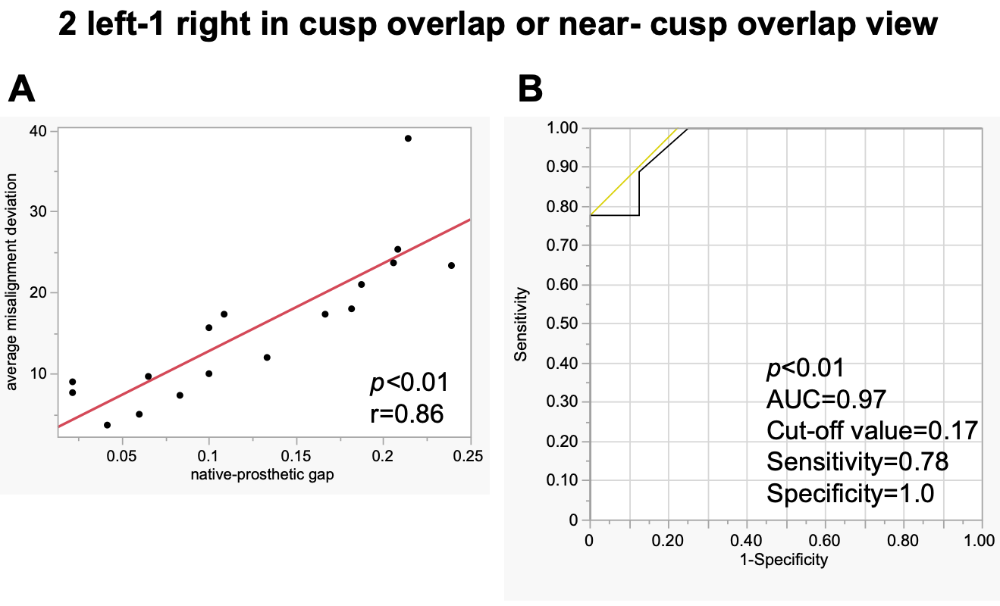 2 left-1 right in cusp overlap or near- cusp overlap view
A
40
30
20
10
average misalignment deviation
p<0.01
r=0.86
0.05
0.1
0.15
0.2
0.25
native-prosthetic gap
B
1.00
0.90
0.80
0.70
0.60
0.50
0.40
0.30
0.20
0.10
0
Sensitivity
p<0.01
AUC=0.97
Cut-off value=0.17
Sensitivity=0.78
Specificity=1.0
0
0.20
0.40
0.60
0.80
1.00
1-Specificity